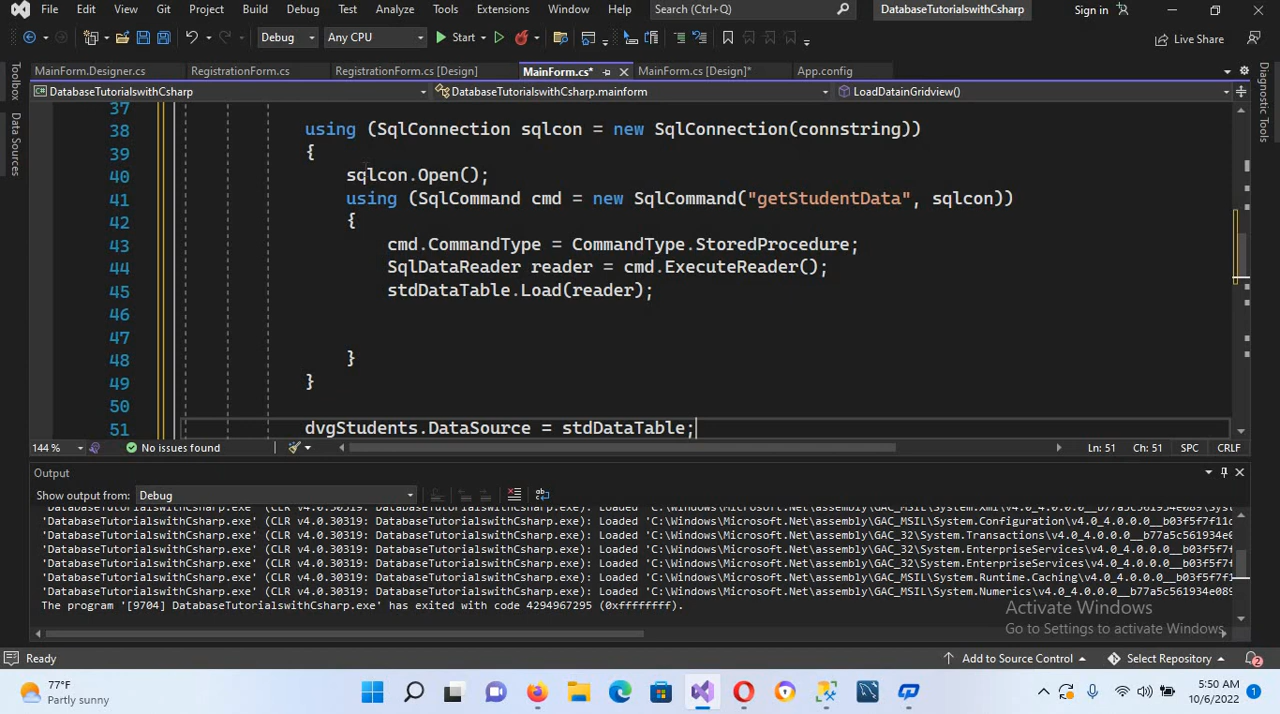 File Edit View Git Project Build Debug Test Analyze Tools Extensions Window Help Search (Ctrl+Q) DatabaseTutorialswithCsharp Sign in
Debug Any CPU Start Live Share
MainForm.Designer.cs RegistrationForm.cs RegistrationForm.cs [Design] MainForm.cs* MainForm.cs [Design]* App.config
DatabaseTutorialswithCsharp DatabaseTutorialswithCsharp.mainform LoadDatainGridview()
Toolbox
Data Sources
Diagnostic Tools
37
38 using (SqlConnection sqlcon = new SqlConnection(connstring))
39 {
40 sqlcon.Open();
41 using (SqlCommand cmd = new SqlCommand("getStudentData", sqlcon))
42 {
43 cmd.CommandType = CommandType.StoredProcedure;
44 SqlDataReader reader = cmd.ExecuteReader();
45 stdDataTable.Load(reader);
46
47
48 }
49 }
50
51 dvgStudents.DataSource = stdDataTable;
144 % No issues found Ln: 51 Ch: 51 SPC CRLF
Output
Show output from: Debug
'DatabaseTutorialswithCsharp.exe' (CLR v4.0.30319: DatabaseTutorialswithCsharp.exe): Loaded 'C:\Windows\Microsoft.Net\assembly\GAC_MSIL\System.Configuration\v4.0_4.0.0.0__b03f5f7f11d
'DatabaseTutorialswithCsharp.exe' (CLR v4.0.30319: DatabaseTutorialswithCsharp.exe): Loaded 'C:\Windows\Microsoft.Net\assembly\GAC_32\System.Transactions\v4.0_4.0.0.0__b77a5c561934e0
'DatabaseTutorialswithCsharp.exe' (CLR v4.0.30319: DatabaseTutorialswithCsharp.exe): Loaded 'C:\Windows\Microsoft.Net\assembly\GAC_32\System.EnterpriseServices\v4.0_4.0.0.0__b03f5f7f
'DatabaseTutorialswithCsharp.exe' (CLR v4.0.30319: DatabaseTutorialswithCsharp.exe): Loaded 'C:\Windows\Microsoft.Net\assembly\GAC_32\System.EnterpriseServices\v4.0_4.0.0.0__b03f5f7f
'DatabaseTutorialswithCsharp.exe' (CLR v4.0.30319: DatabaseTutorialswithCsharp.exe): Loaded 'C:\Windows\Microsoft.Net\assembly\GAC_MSIL\System.Runtime.Caching\v4.0_4.0.0.0__b03f5f7f1
'DatabaseTutorialswithCsharp.exe' (CLR v4.0.30319: DatabaseTutorialswithCsharp.exe): Loaded 'C:\Windows\Microsoft.Net\assembly\GAC_MSIL\System.Numerics\v4.0_4.0.0.0__b77a5c561934e089
The program '[9704] DatabaseTutorialswithCsharp.exe' has exited with code 4294967295 (0xffffffff).
Activate Windows
Go to Settings to activate Windows.
Ready Add to Source Control Select Repository 2
77°F
Partly sunny
5:50 AM
10/6/2022
1